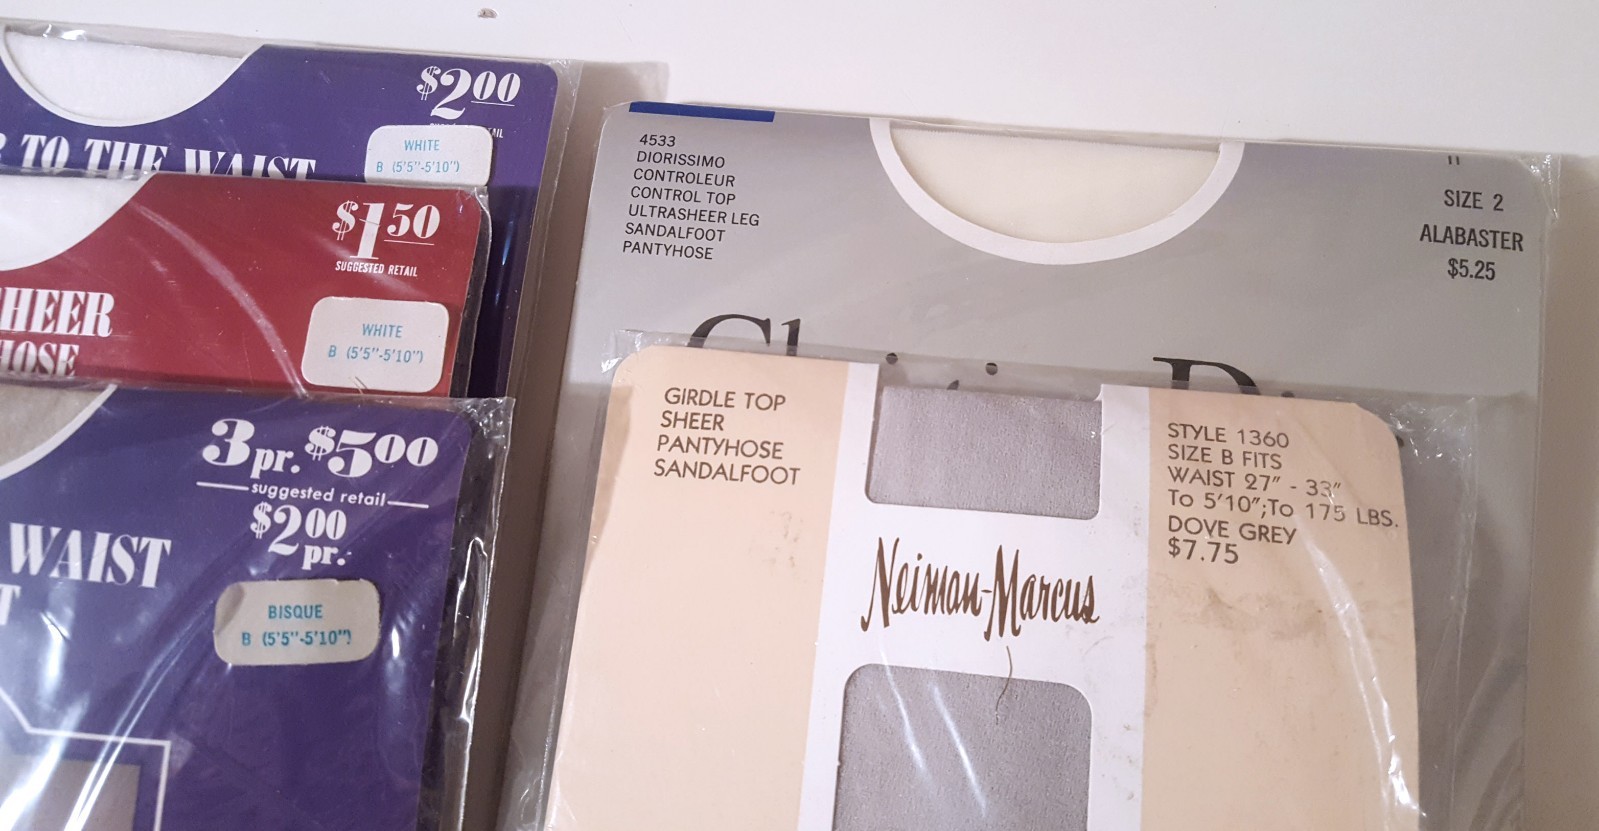 $2.00
TO THE WAIST
WHITE
B (5'5"-5'10")
$1.50
SUGGESTED RETAIL
WHITE
B (5'5"-5'10")
3 pr. $5.00
suggested retail
$2.00
pr.
WAIST
BISQUE
B (5'5"-5'10")
4533
DIORISSIMO
CONTROLEUR
CONTROL TOP
ULTRASHEER LEG
SANDALFOOT
PANTYHOSE
SIZE 2
ALABASTER
$5.25
GIRDLE TOP
SHEER
PANTYHOSE
SANDALFOOT
STYLE 1360
SIZE B FITS
WAIST 27" - 33"
To 5'10";To 175 LBS.
DOVE GREY
$7.75
Neiman-Marcus